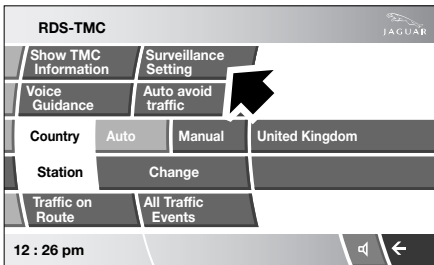 RDS-TMC
JAGUAR
Show TMC Information
Surveillance Setting
Voice Guidance
Auto avoid traffic
Country
Auto
Manual
United Kingdom
Station
Change
Traffic on Route
All Traffic Events
12 : 26 pm